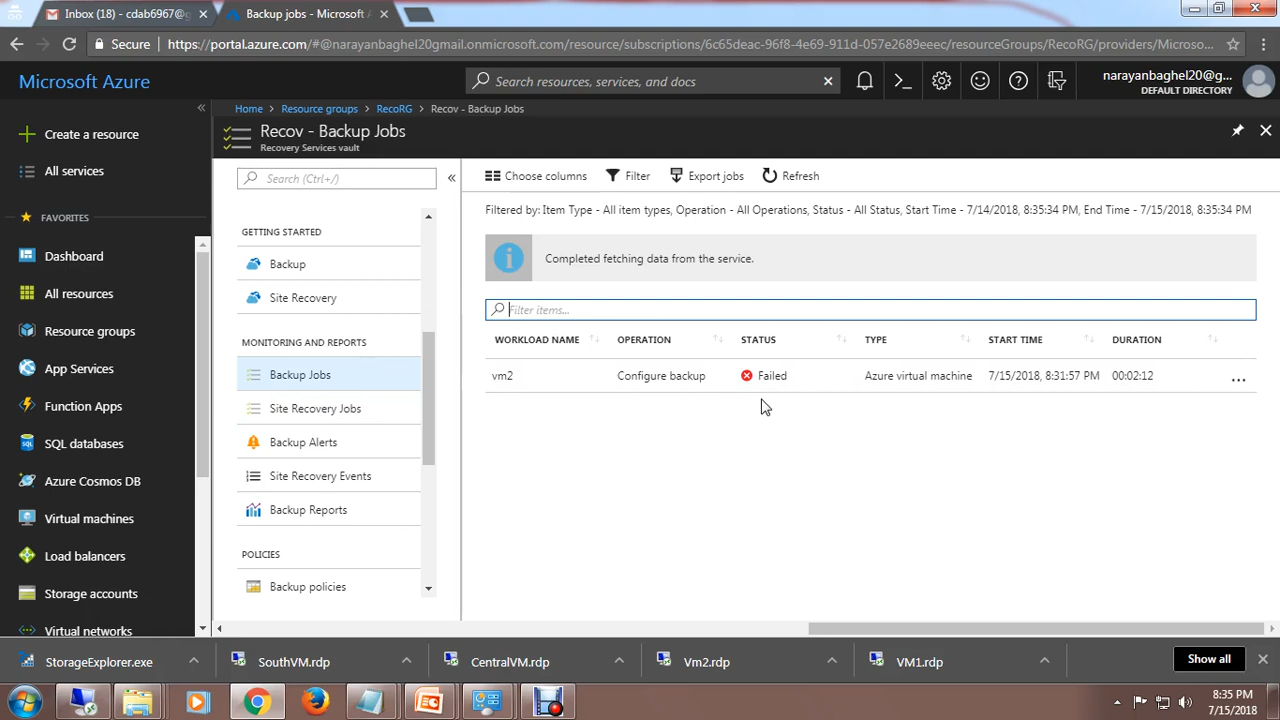 Inbox (18) - cdab6967@g
Backup jobs - Microsoft A
Secure
https://portal.azure.com/#@narayanbaghel20gmail.onmicrosoft.com/resource/subscriptions/6c65deac-96f8-4e69-911d-057e2689eeec/resourceGroups/RecoRG/providers/Microso...
Microsoft Azure
Search resources, services, and docs
narayanbaghel20@g...
DEFAULT DIRECTORY
Create a resource
All services
FAVORITES
Dashboard
All resources
Resource groups
App Services
Function Apps
SQL databases
Azure Cosmos DB
Virtual machines
Load balancers
Storage accounts
Virtual networks
Home
Resource groups
RecoRG
Recov - Backup Jobs
Recov - Backup Jobs
Recovery Services vault
Search (Ctrl+/)
GETTING STARTED
Backup
Site Recovery
MONITORING AND REPORTS
Backup Jobs
Site Recovery Jobs
Backup Alerts
Site Recovery Events
Backup Reports
POLICIES
Backup policies
Choose columns Filter Export jobs Refresh
Filtered by: Item Type - All item types, Operation - All Operations, Status - All Status, Start Time - 7/14/2018, 8:35:34 PM, End Time - 7/15/2018, 8:35:34 PM
Completed fetching data from the service.
Filter items...
WORKLOAD NAME OPERATION STATUS TYPE START TIME DURATION
vm2 Configure backup Failed Azure virtual machine 7/15/2018, 8:31:57 PM 00:02:12 ...
StorageExplorer.exe
SouthVM.rdp
CentralVM.rdp
Vm2.rdp
VM1.rdp
Show all
8:35 PM
7/15/2018